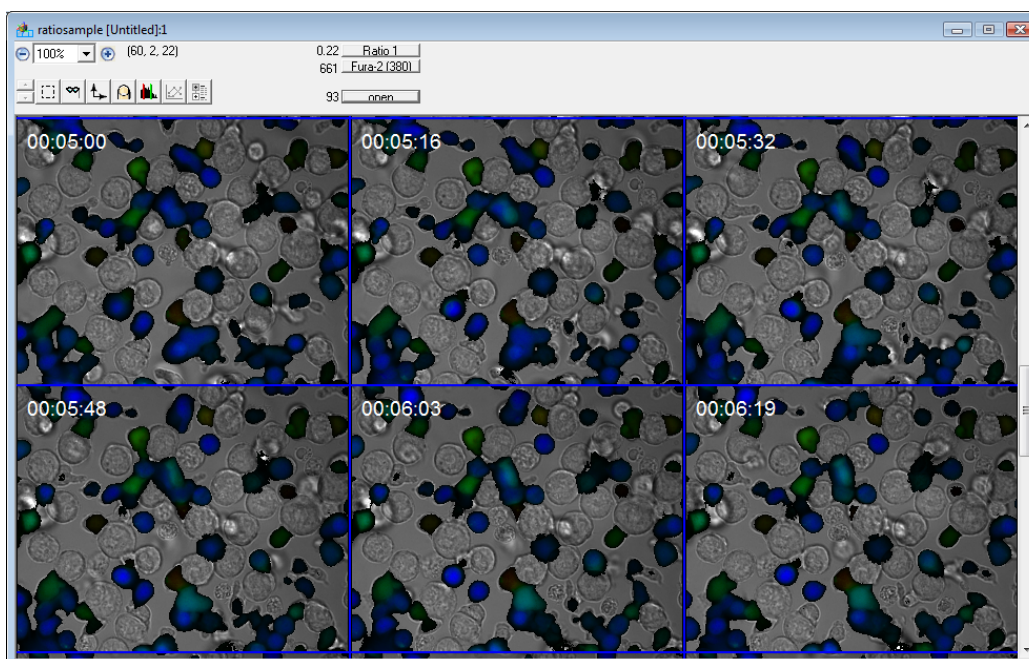 ratiosample [Untitled]:1
100% (60, 2, 22) 0.22 Ratio 1
661 Fura-2 (380)
93 open
00:05:00 00:05:16 00:05:32
00:05:48 00:06:03 00:06:19